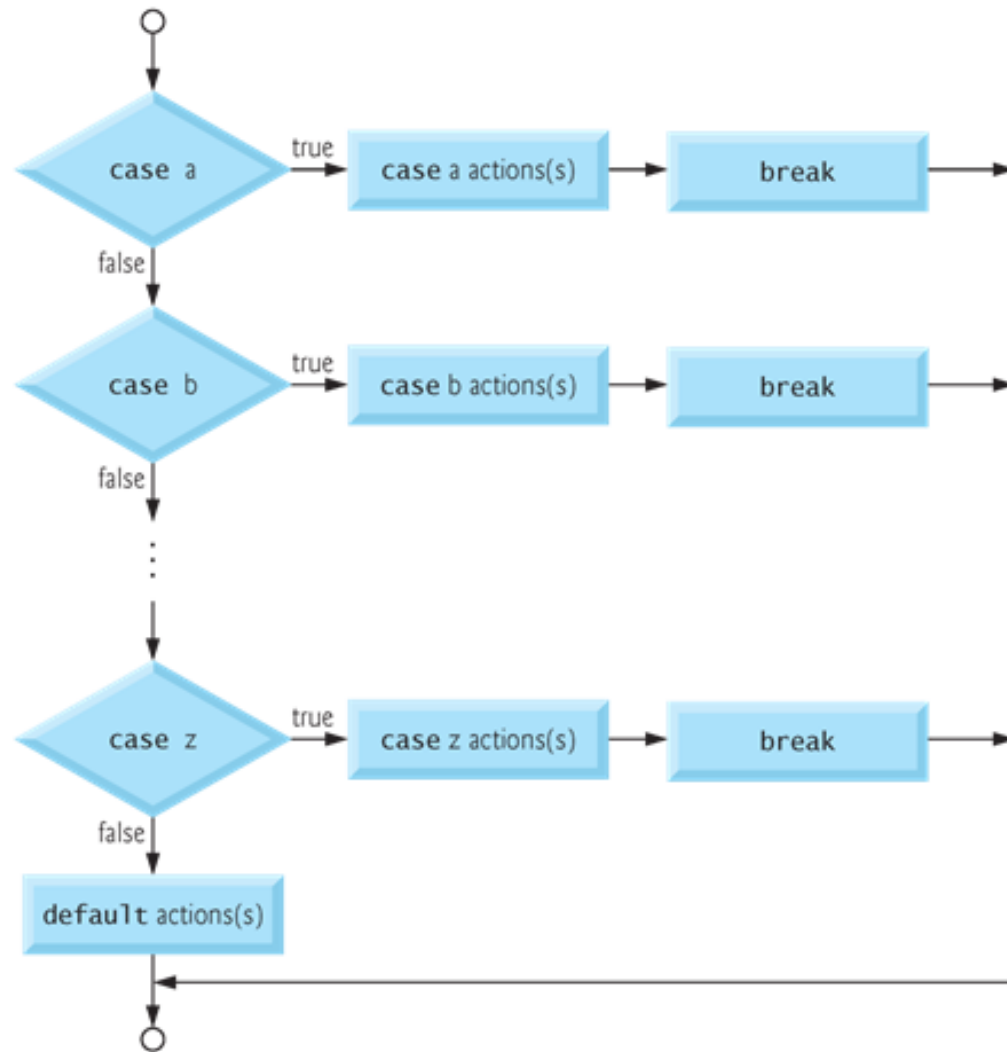 case a
true
case a actions(s)
break
false
case b
true
case b actions(s)
break
false
case z
true
case z actions(s)
break
false
default actions(s)